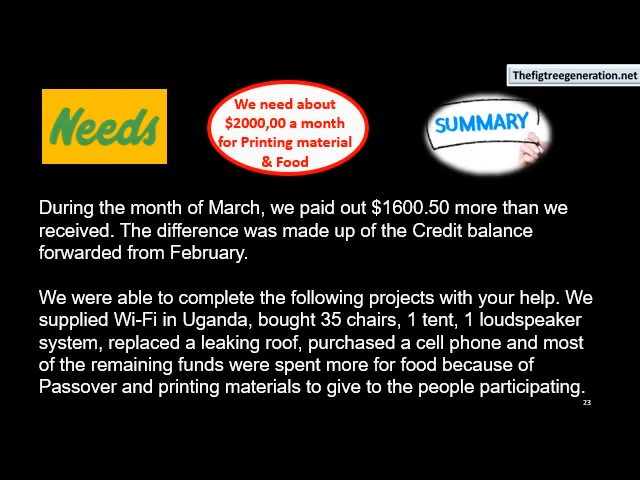 Thefigtreegeneration.net
Needs
We need about
$2000,00 a month
for Printing material
& Food
SUMMARY
During the month of March, we paid out $1600.50 more than we
received. The difference was made up of the Credit balance
forwarded from February.
We were able to complete the following projects with your help. We
supplied Wi-Fi in Uganda, bought 35 chairs, 1 tent, 1 loudspeaker
system, replaced a leaking roof, purchased a cell phone and most
of the remaining funds were spent more for food because of
Passover and printing materials to give to the people participating.
23